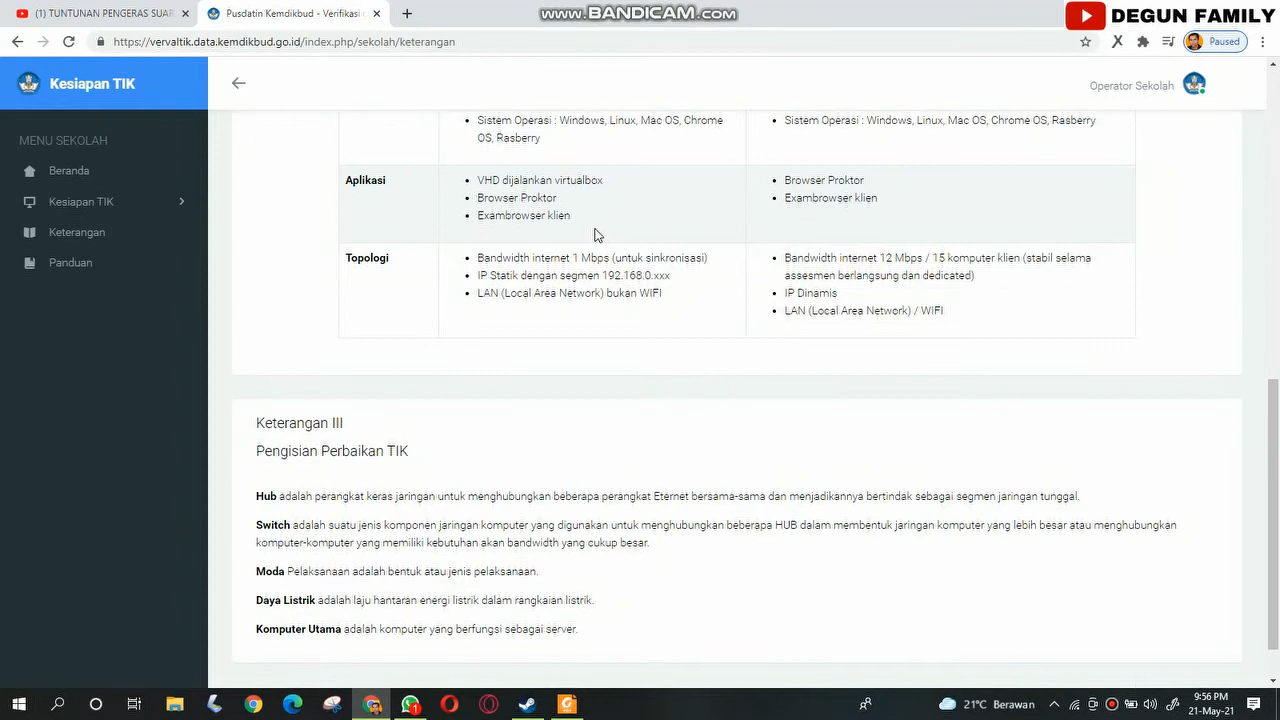 (1) TUNTUNAN PENGERAS SUAR
Pusdatin Kemdikbud - Verifikasi
WWW.BANDICAM.COM
DEGUN FAMILY
https://vervaltik.data.kemdikbud.go.id/index.php/sekolah/keterangan
Paused
Kesiapan TIK
Operator Sekolah
MENU SEKOLAH
Beranda
Kesiapan TIK
Keterangan
Panduan
Sistem Operasi : Windows, Linux, Mac OS, Chrome
OS, Rasberry
Sistem Operasi : Windows, Linux, Mac OS, Chrome OS, Rasberry
Aplikasi
VHD dijalankan virtualbox
Browser Proktor
Exambrowser klien
Browser Proktor
Exambrowser klien
Topologi
Bandwidth internet 1 Mbps (untuk sinkronisasi)
IP Statik dengan segmen 192.168.0.xxx
LAN (Local Area Network) bukan WIFI
Bandwidth internet 12 Mbps / 15 komputer klien (stabil selama
assesmen berlangsung dan dedicated)
IP Dinamis
LAN (Local Area Network) / WIFI
Keterangan III
Pengisian Perbaikan TIK
Hub adalah perangkat keras jaringan untuk menghubungkan beberapa perangkat Eternet bersama-sama dan menjadikannya bertindak sebagai segmen jaringan tunggal.
Switch adalah suatu jenis komponen jaringan komputer yang digunakan untuk menghubungkan beberapa HUB dalam membentuk jaringan komputer yang lebih besar atau menghubungkan
komputer-komputer yang memiliki kebutuhan akan bandwidth yang cukup besar.
Moda Pelaksanaan adalah bentuk atau jenis pelaksanaan.
Daya Listrik adalah laju hantaran energi listrik dalam rangkaian listrik.
Komputer Utama adalah komputer yang berfungsi sebagai server.
1
21°C Berawan
9:56 PM
21-May-21